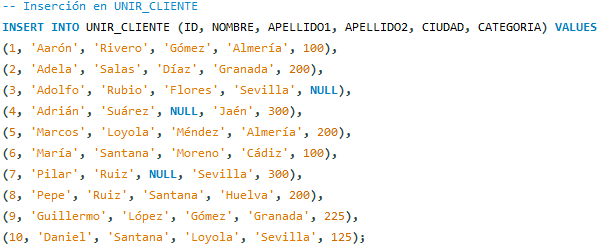 -- Inserción en UNIR_CLIENTE
INSERT INTO UNIR_CLIENTE (ID, NOMBRE, APELLIDO1, APELLIDO2, CIUDAD, CATEGORIA) VALUES
(1, 'Aarón', 'Rivero', 'Gómez', 'Almería', 100),
(2, 'Adela', 'Salas', 'Díaz', 'Granada', 200),
(3, 'Adolfo', 'Rubio', 'Flores', 'Sevilla', NULL),
(4, 'Adrián', 'Suárez', NULL, 'Jaén', 300),
(5, 'Marcos', 'Loyola', 'Méndez', 'Almería', 200),
(6, 'María', 'Santana', 'Moreno', 'Cádiz', 100),
(7, 'Pilar', 'Ruiz', NULL, 'Sevilla', 300),
(8, 'Pepe', 'Ruiz', 'Santana', 'Huelva', 200),
(9, 'Guillermo', 'López', 'Gómez', 'Granada', 225),
(10, 'Daniel', 'Santana', 'Loyola', 'Sevilla', 125);